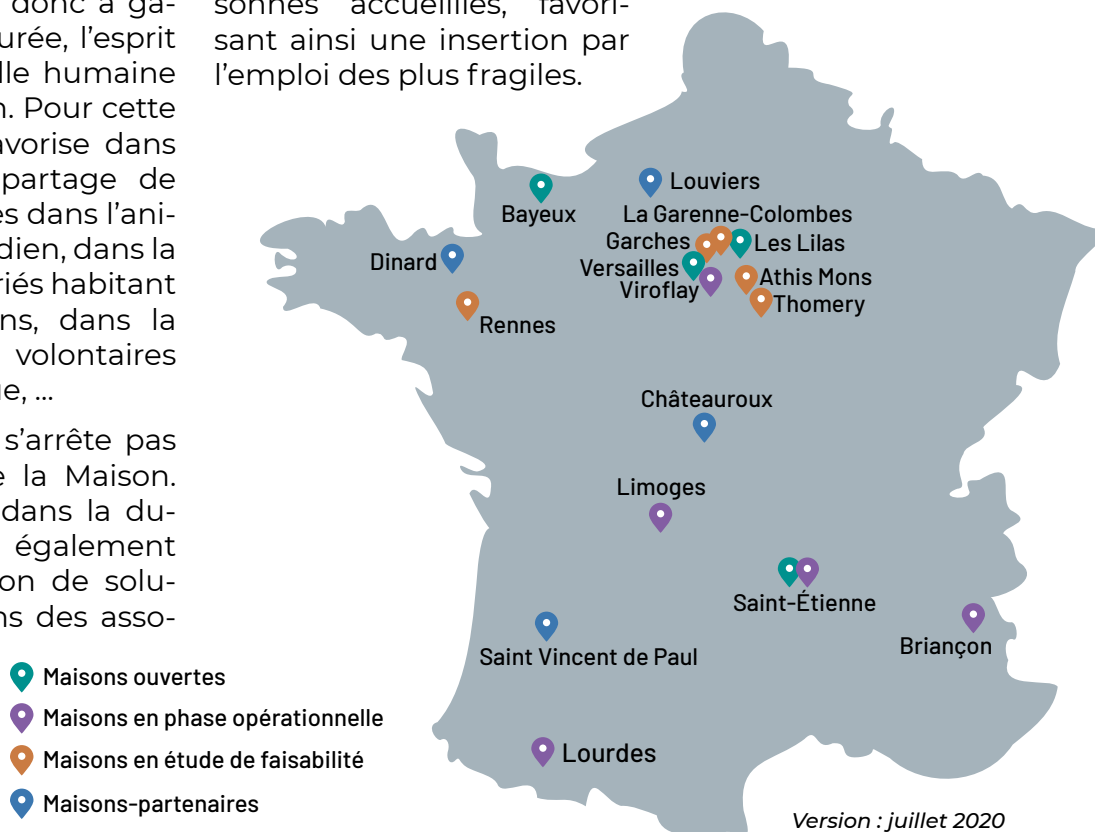 donc à ga-
urée, l’esprit
lle humaine
n. Pour cette
avorise dans
partage de
es dans l’ani-
dien, dans la
riés habitant
ns, dans la
volontaires
ue, ...
s’arrête pas
e la Maison.
dans la du-
également
on de solu-
ns des asso-
sonnes accueillies, favori-
sant ainsi une insertion par
l’emploi des plus fragiles.
Louviers
Bayeux
La Garenne-Colombes
Garches
Les Lilas
Dinard
Versailles
Viroflay
Athis Mons
Thomery
Rennes
Châteauroux
Limoges
Saint-Étienne
Briançon
Saint Vincent de Paul
Lourdes
Maisons ouvertes
Maisons en phase opérationnelle
Maisons en étude de faisabilité
Maisons-partenaires
Version : juillet 2020